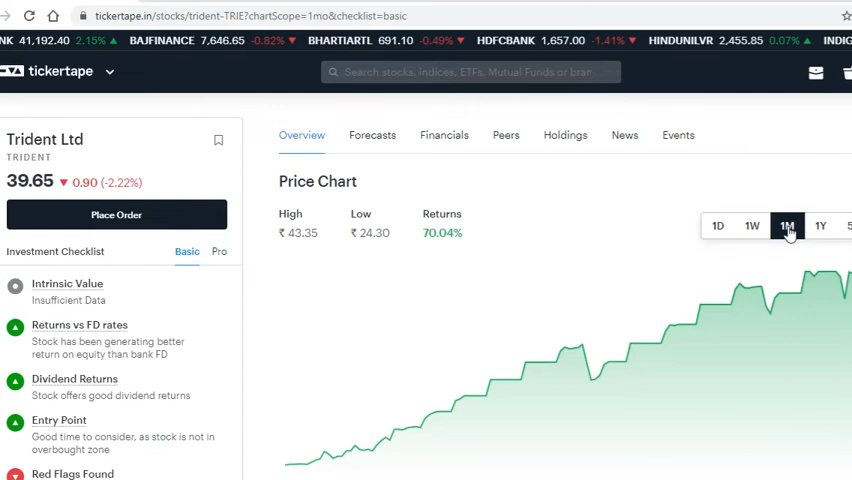 tickertape.in/stocks/trident-TRIE?chartScope=1mo&checklist=basic
NK 41,192.40 2.15% BAJFINANCE 7,646.65 -0.82% BHARTIARTL 691.10 -0.49% HDFCBANK 1,657.00 -1.41% HINDUNILVR 2,455.85 0.07%
tickertape
Search stocks, indices, ETFs, Mutual Funds or bran
Trident Ltd
TRIDENT
39.65 0.90 (-2.22%)
Place Order
Investment Checklist Basic Pro
Intrinsic Value
Insufficient Data
Returns vs FD rates
Stock has been generating better
return on equity than bank FD
Dividend Returns
Stock offers good dividend returns
Entry Point
Good time to consider, as stock is not in
overbought zone
Red Flags Found
Overview Forecasts Financials Peers Holdings News Events
Price Chart
High Low Returns
₹ 43.35 ₹ 24.30 70.04%
1D 1W 1M 1Y